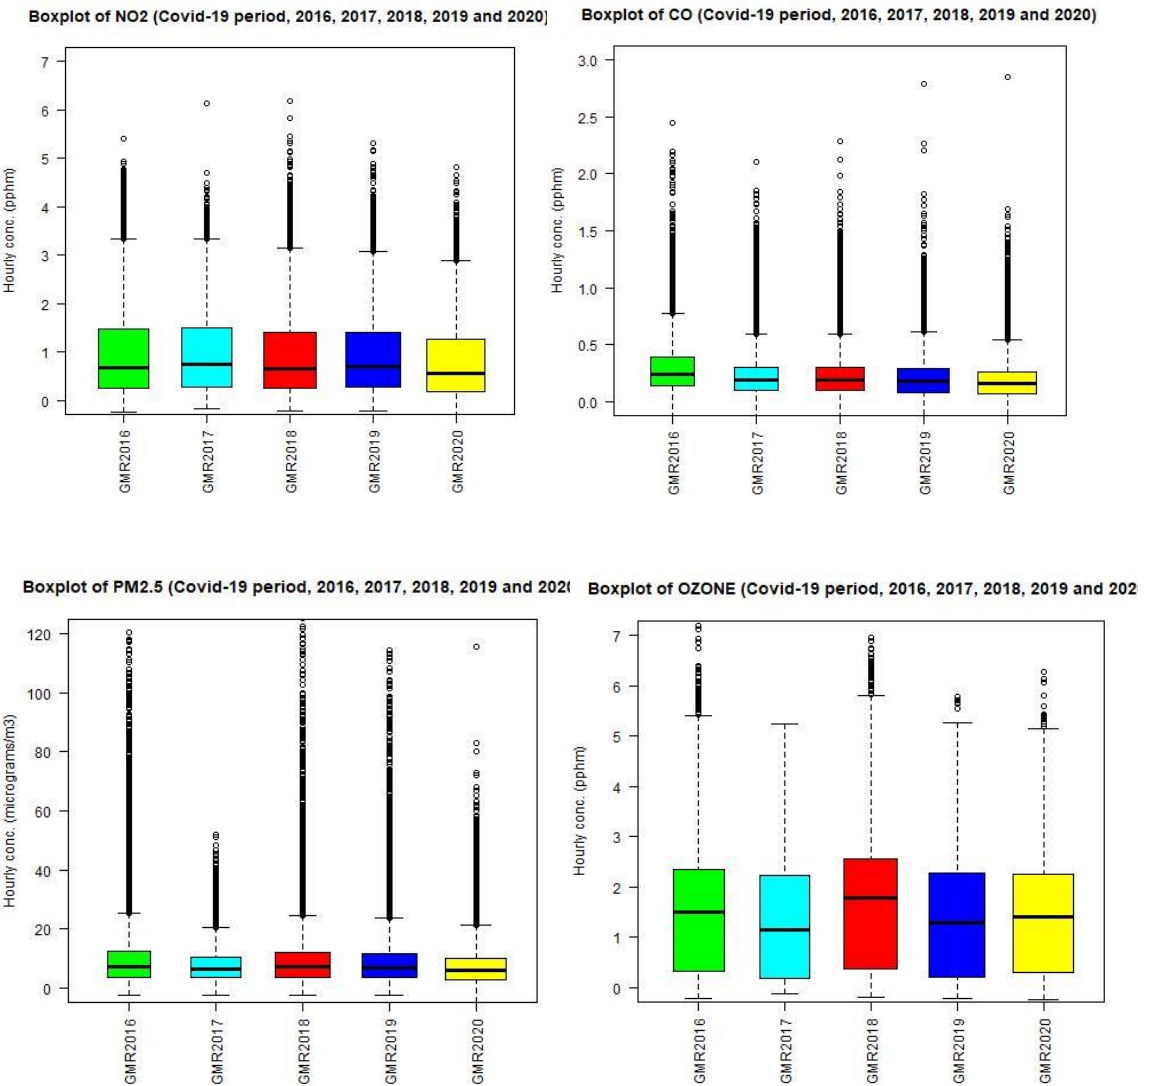 Boxplot of NO2 (Covid-19 period, 2016, 2017, 2018, 2019 and 2020)
Hourly conc. (pphm)
7
6
5
4
3
2
1
0
GMR2016
GMR2017
GMR2018
GMR2019
GMR2020
Boxplot of CO (Covid-19 period, 2016, 2017, 2018, 2019 and 2020)
Hourly conc. (pphm)
3.0
2.5
2.0
1.5
1.0
0.5
0.0
GMR2016
GMR2017
GMR2018
GMR2019
GMR2020
Boxplot of PM2.5 (Covid-19 period, 2016, 2017, 2018, 2019 and 2020
Hourly conc. (micrograms/m3)
120
100
80
60
40
20
0
GMR2016
GMR2017
GMR2018
GMR2019
GMR2020
Boxplot of OZONE (Covid-19 period, 2016, 2017, 2018, 2019 and 202
Hourly conc. (pphm)
7
6
5
4
3
2
1
0
GMR2016
GMR2017
GMR2018
GMR2019
GMR2020